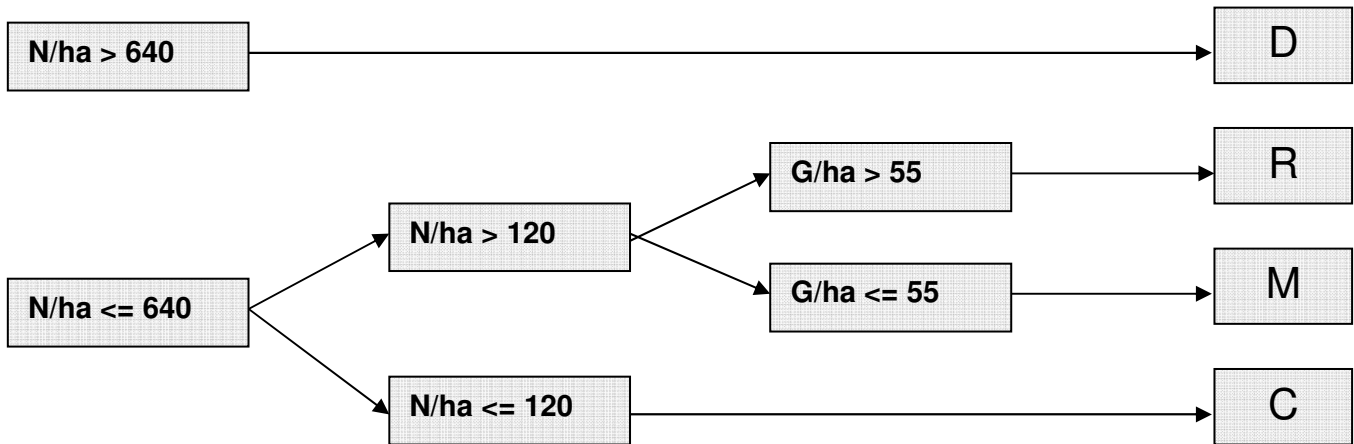 N/ha > 640
D
G/ha > 55
R
N/ha > 120
N/ha <= 640
G/ha <= 55
M
N/ha <= 120
C